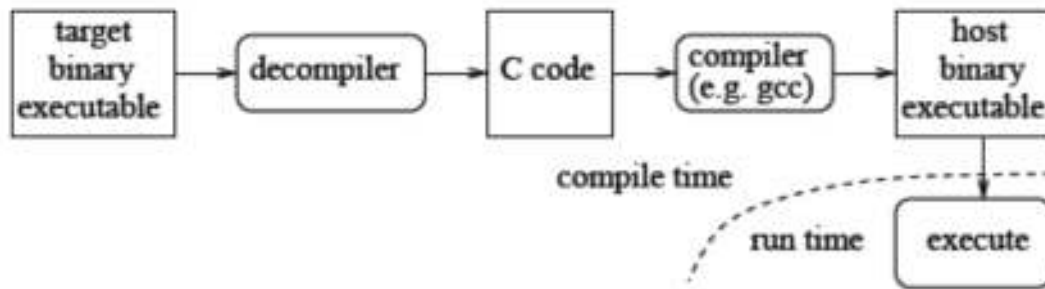 target
binary
executable
decompiler
C code
compiler
(e.g. gcc)
host
binary
executable
compile time
run time
execute